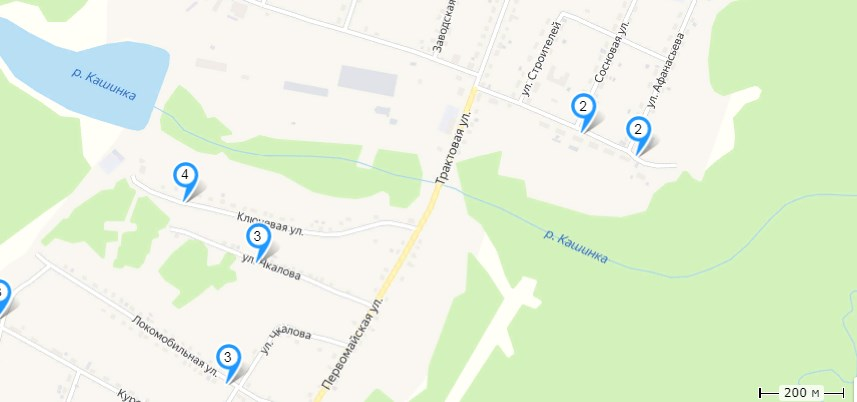 Заводская
ул. Строителей
Сосновая ул.
ул. Афанасьева
р. Кашинка
2
2
Трактовая ул.
4
Ключевая ул.
3
ул. Чкалова
р. Кашинка
Локомобильная ул.
ул. Чкалова
Первомайская ул.
3
200 м